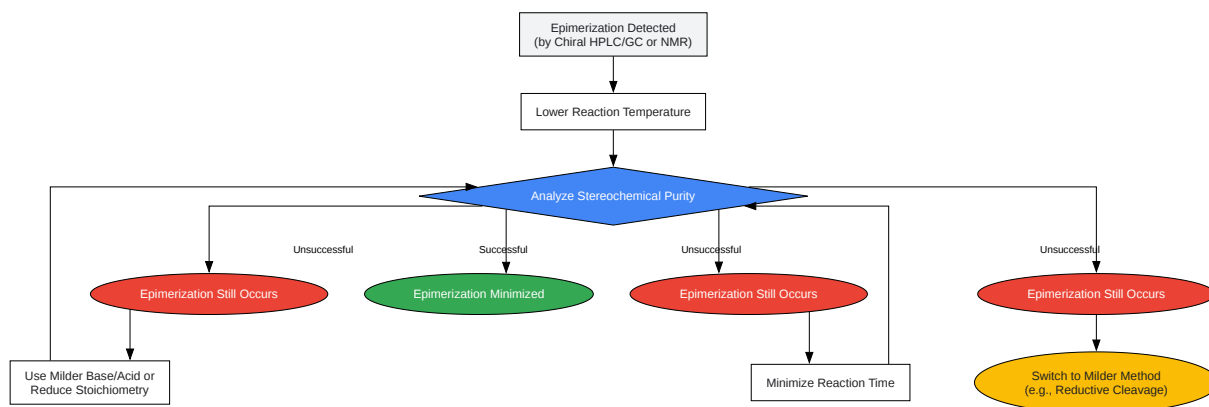 Epimerization Detected
(by Chiral HPLC/GC or NMR)
Lower Reaction Temperature
Analyze Stereochemical Purity
Unsuccessful
Successful
Unsuccessful
Unsuccessful
Epimerization Still Occurs
Epimerization Minimized
Epimerization Still Occurs
Epimerization Still Occurs
Use Milder Base/Acid or
Reduce Stoichiometry
Minimize Reaction Time
Switch to Milder Method
(e.g., Reductive Cleavage)